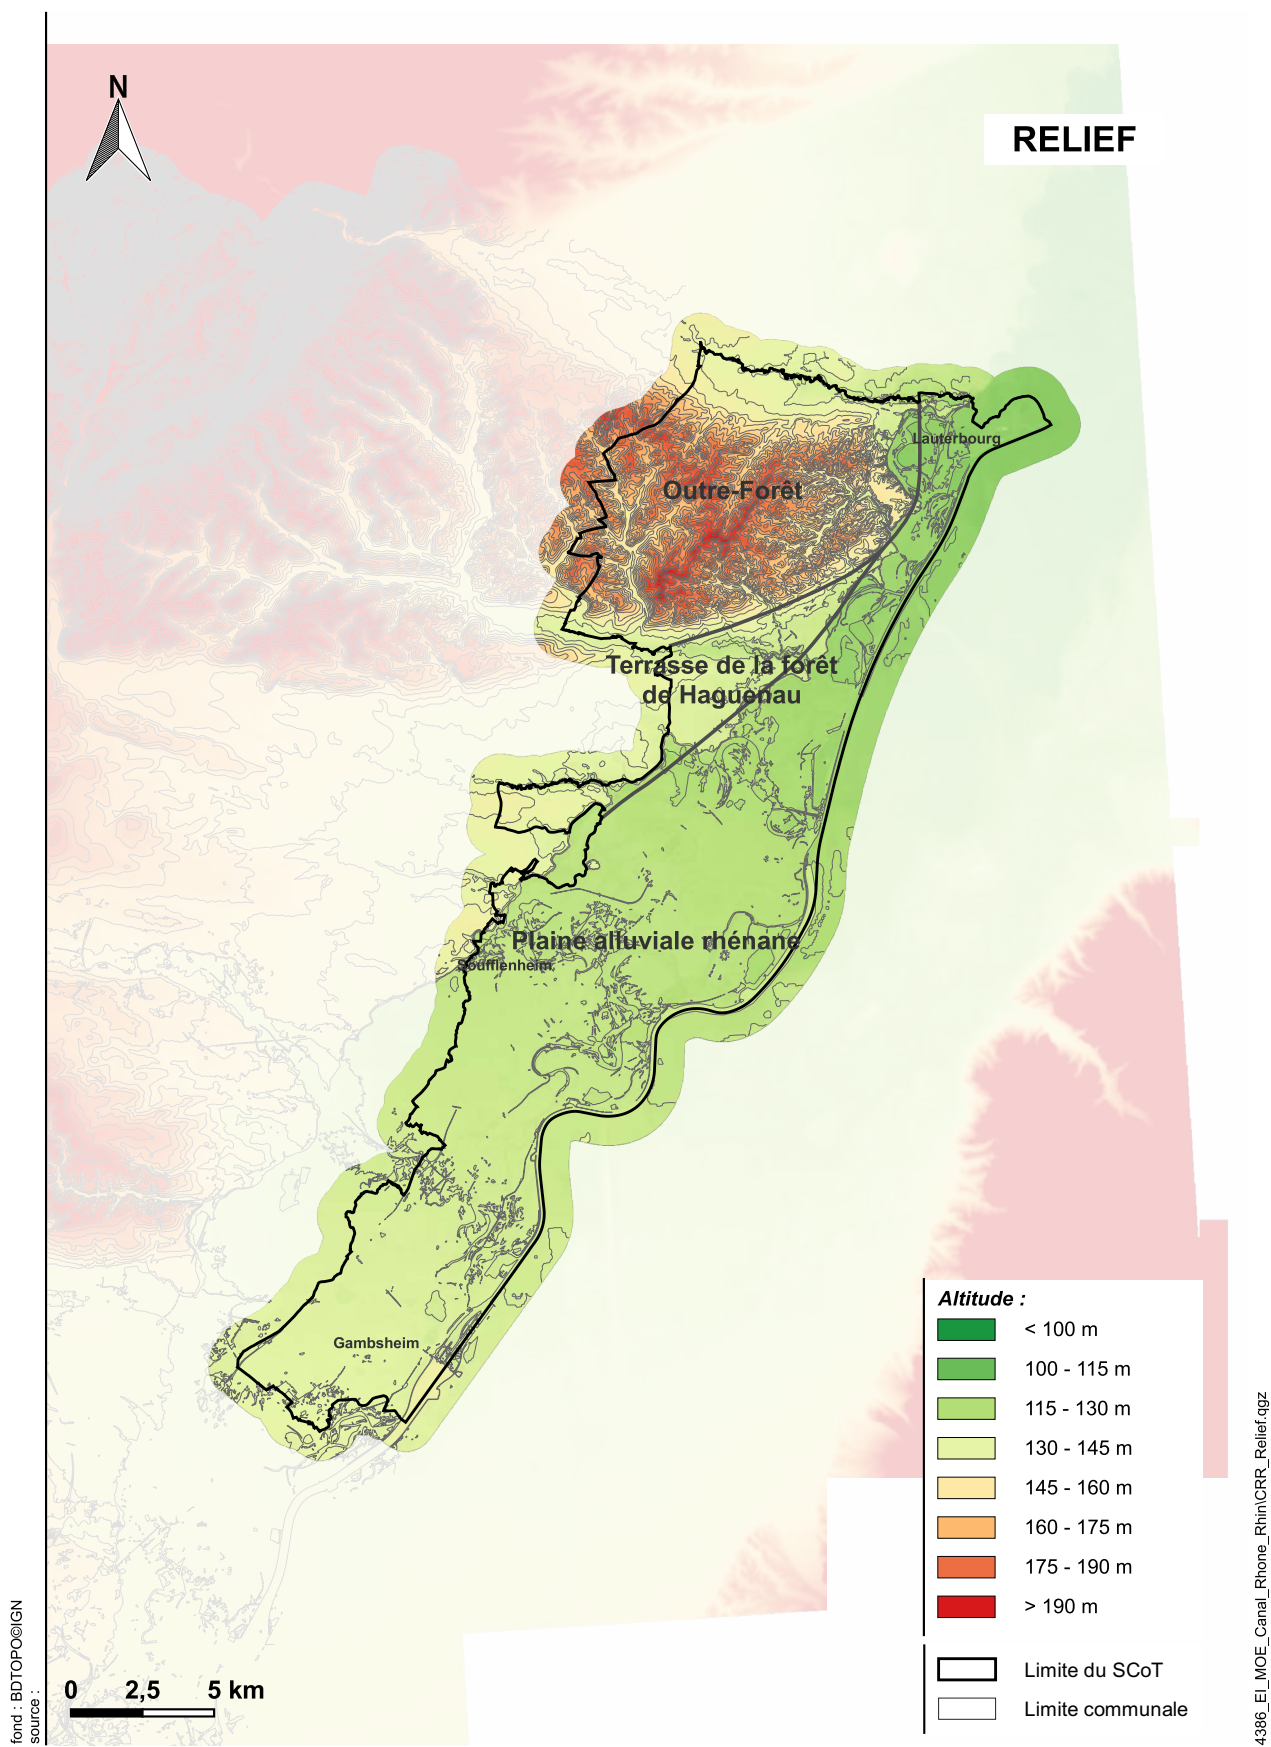 N
RELIEF
Lauterbourg
Outre-Forêt
Terrasse de la forêt
de Haguenau
Plaine alluviale rhénane
Soufflenheim
Gambsheim
Altitude :
< 100 m
100 - 115 m
115 - 130 m
130 - 145 m
145 - 160 m
160 - 175 m
175 - 190 m
> 190 m
Limite du SCoT
Limite communale
0 2,5 5 km
fond : BDTOPO©IGN
source :
4386_EI_MOE_Canal_Rhone_Rhin\CRR_Relief.qgz